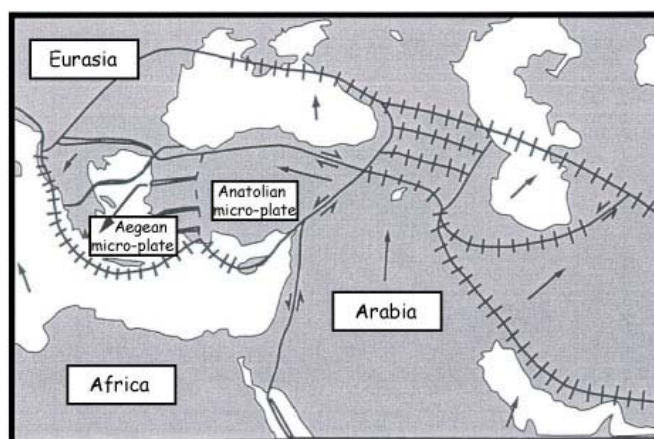 Eurasia
Anatolian
micro-plate
Aegean
micro-plate
Arabia
Africa